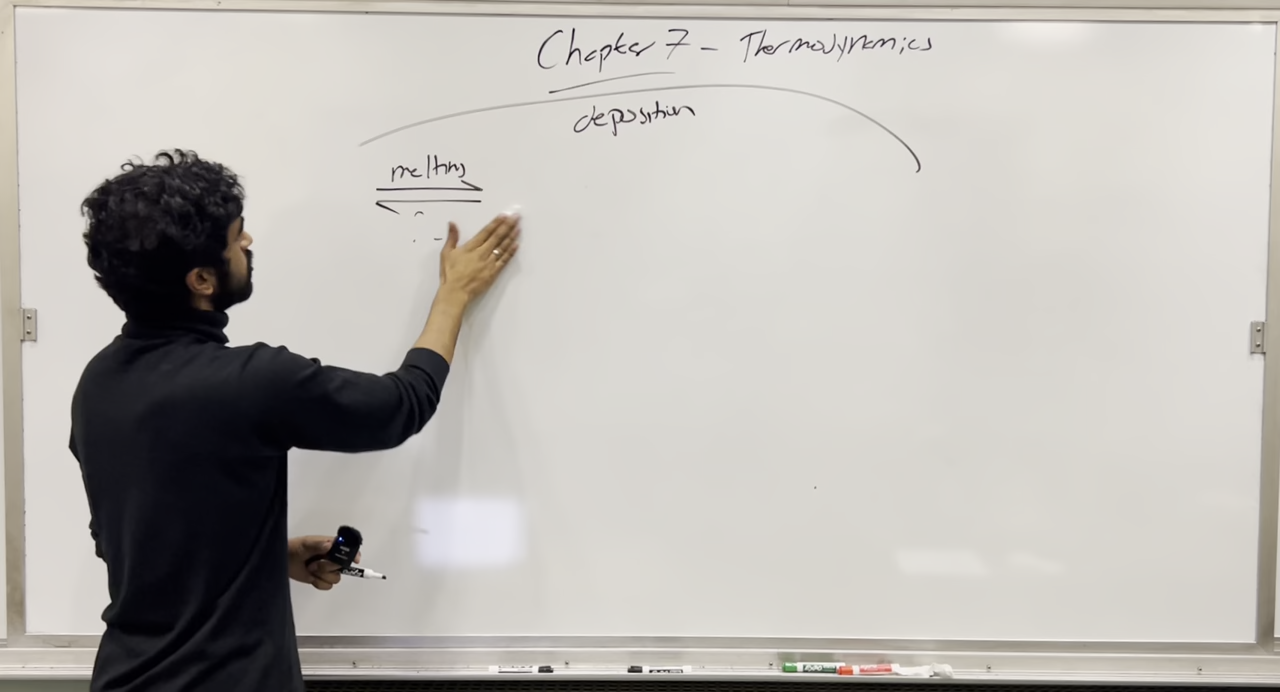 Chapter 7 - Thermodynamics
deposition
melting